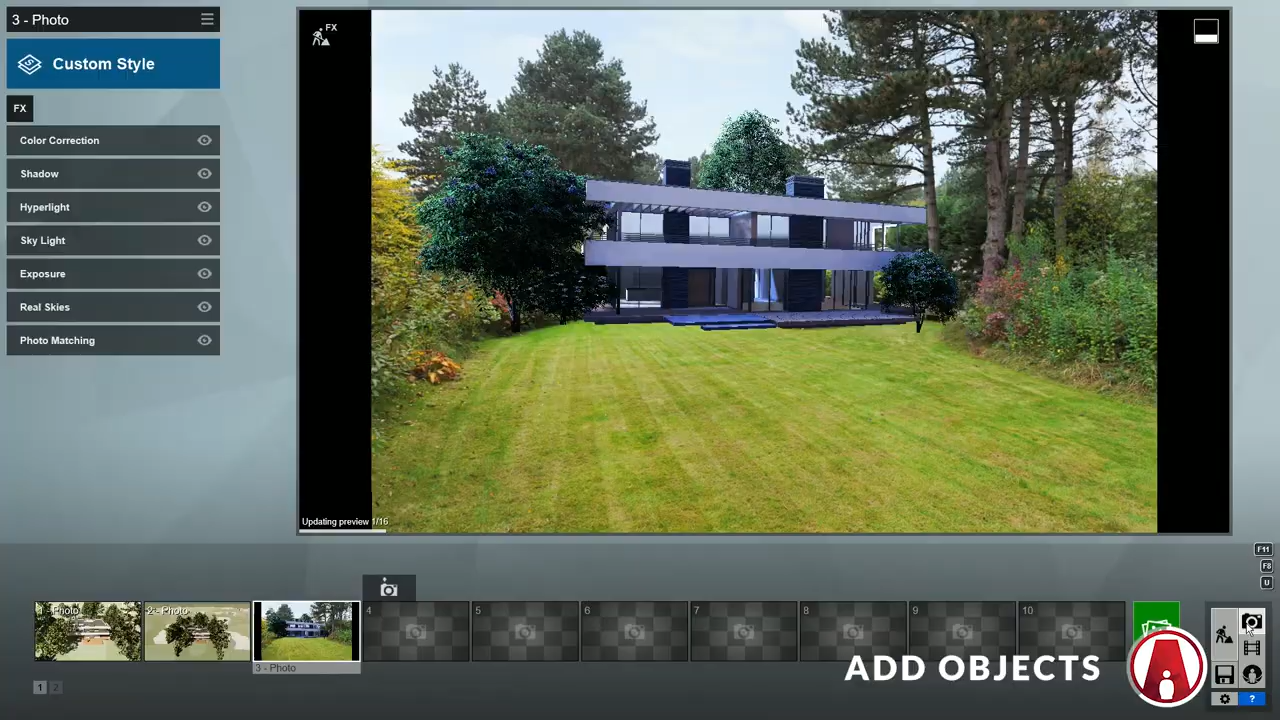 3 - Photo
Custom Style
FX
Color Correction
Shadow
Hyperlight
Sky Light
Exposure
Real Skies
Photo Matching
FX
Updating preview 1/16
F11
F8
U
1 - Photo
2 - Photo
4
5
6
7
8
9
10
3 - Photo
1
2
ADD OBJECTS
?